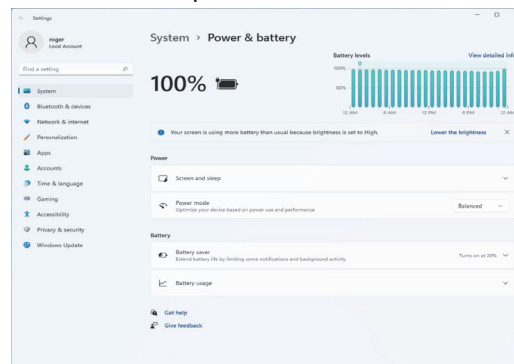 Settings
roger
Local Account
Find a setting
System
Bluetooth & devices
Network & internet
Personalization
Apps
Accounts
Time & language
Gaming
Accessibility
Privacy & security
Windows Update
System > Power & battery
100%
Battery levels
View detailed info
100%
50%
12 AM 6 AM 12 PM 6 PM 12 AM
Your screen is using more battery than usual because brightness is set to High.
Lower the brightness
Power
Screen and sleep
Power mode
Optimize your device based on power use and performance
Balanced
Battery
Battery saver
Extend battery life by limiting some notifications and background activity
Turns on at 20%
Battery usage
Get help
Give feedback